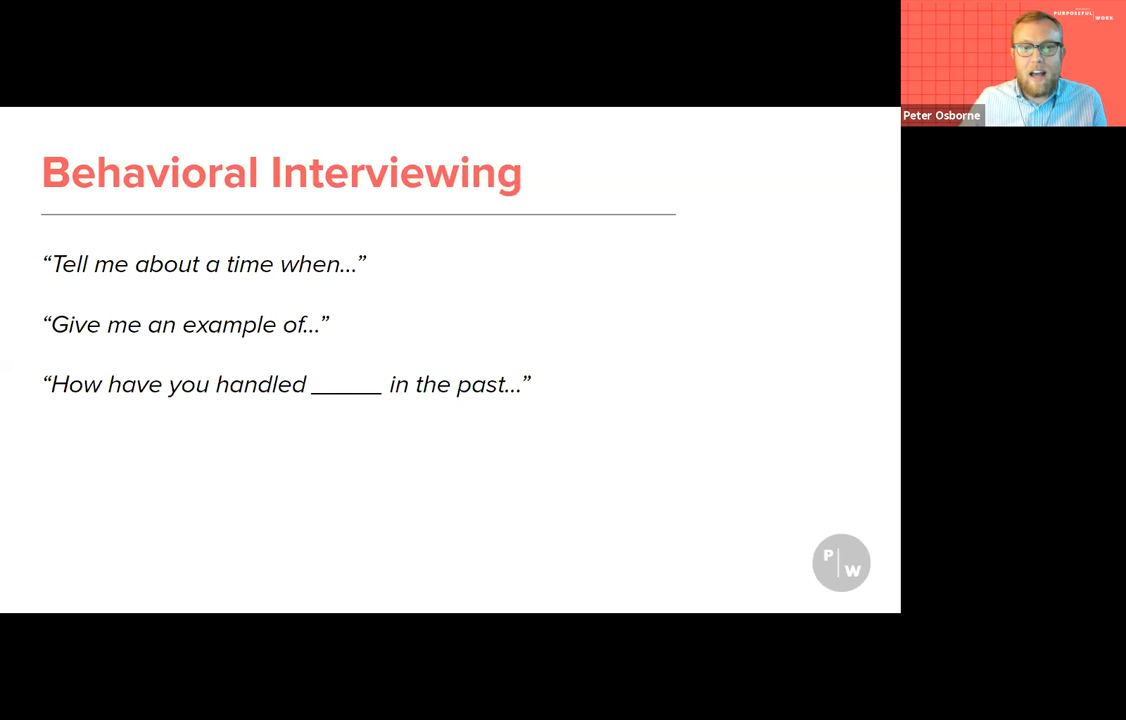 PURPOSEFUL WORK
Peter Osborne
Behavioral Interviewing
“Tell me about a time when...”
“Give me an example of...”
“How have you handled _____ in the past...”
P W